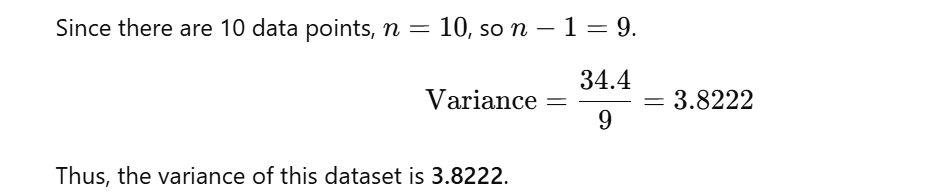 Since there are 10 data points, n = 10, so n − 1 = 9.
Variance = 34.4/9 = 3.8222
Thus, the variance of this dataset is 3.8222.